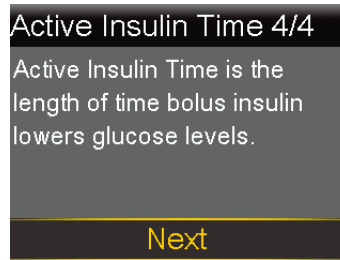 Active Insulin Time 4/4
Active Insulin Time is the
length of time bolus insulin
lowers glucose levels.
Next